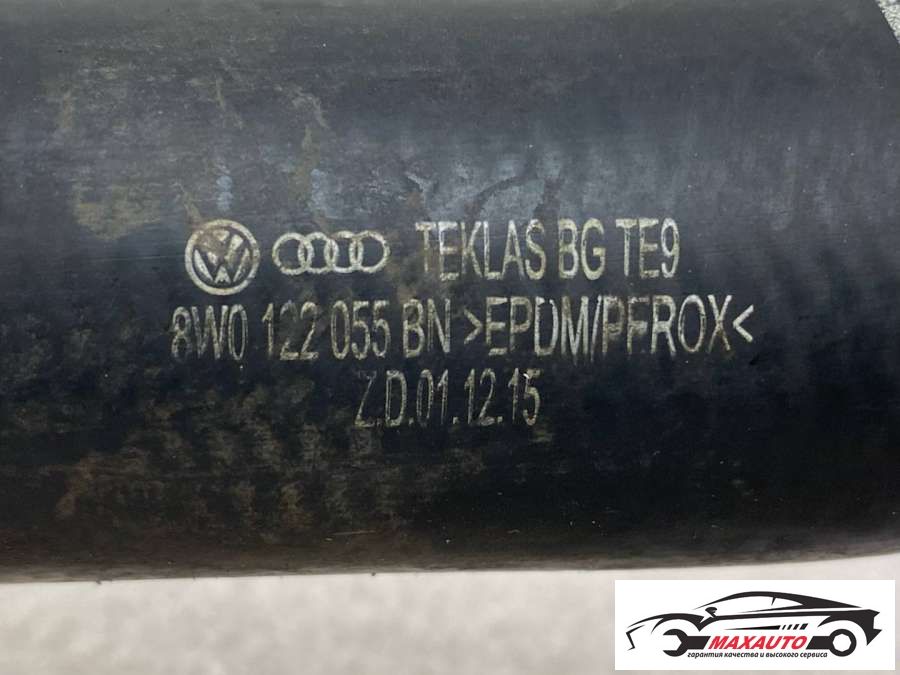 TEKLAS BG TE9
8W0 122 055 BN >EPDM/PFROX<
Z.D.01.12.15
MAXAUTO
гарантия качества и высокого сервиса